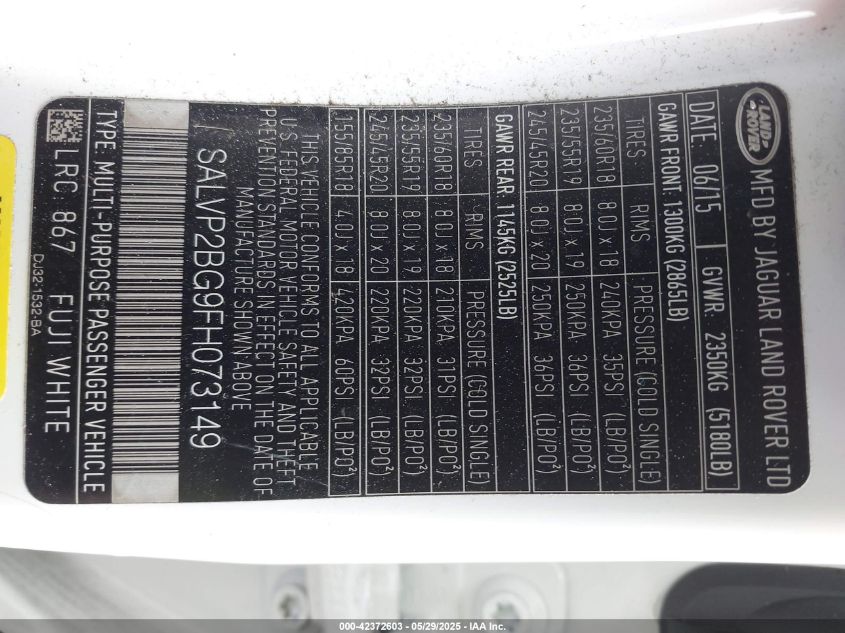 LAND ROVER
MFD BY JAGUAR LAND ROVER LTD
DATE: 06/15 GVWR: 2350KG (5180LB)
GAWR FRONT: 1300KG (2865LB)
TIRES RIMS PRESSURE (COLD SINGLE)
235/60R18 8.0J x 18 240KPA 35PSI (LB/PO²)
235/55R19 8.0J x 19 250KPA 36PSI (LB/PO²)
245/45R20 8.0J x 20 250KPA 36PSI (LB/PO²)
GAWR REAR: 1145KG (2525LB)
TIRES RIMS PRESSURE (COLD SINGLE)
235/60R18 8.0J x 18 210KPA 31PSI (LB/PO²)
235/55R19 8.0J x 19 220KPA 32PSI (LB/PO²)
245/45R20 8.0J x 20 220KPA 32PSI (LB/PO²)
155/85R18 4.0J x 18 420KPA 60PSI (LB/PO²)
THIS VEHICLE CONFORMS TO ALL APPLICABLE
U.S. FEDERAL MOTOR VEHICLE SAFETY AND THEFT
PREVENTION STANDARDS IN EFFECT ON THE DATE OF
MANUFACTURE SHOWN ABOVE
SALVP2BG9FH073149
TYPE: MULTI-PURPOSE PASSENGER VEHICLE
LRC: 867 FUJI WHITE
DJ32-1532-BA
000-42372603 - 05/29/2025 - IAA Inc.